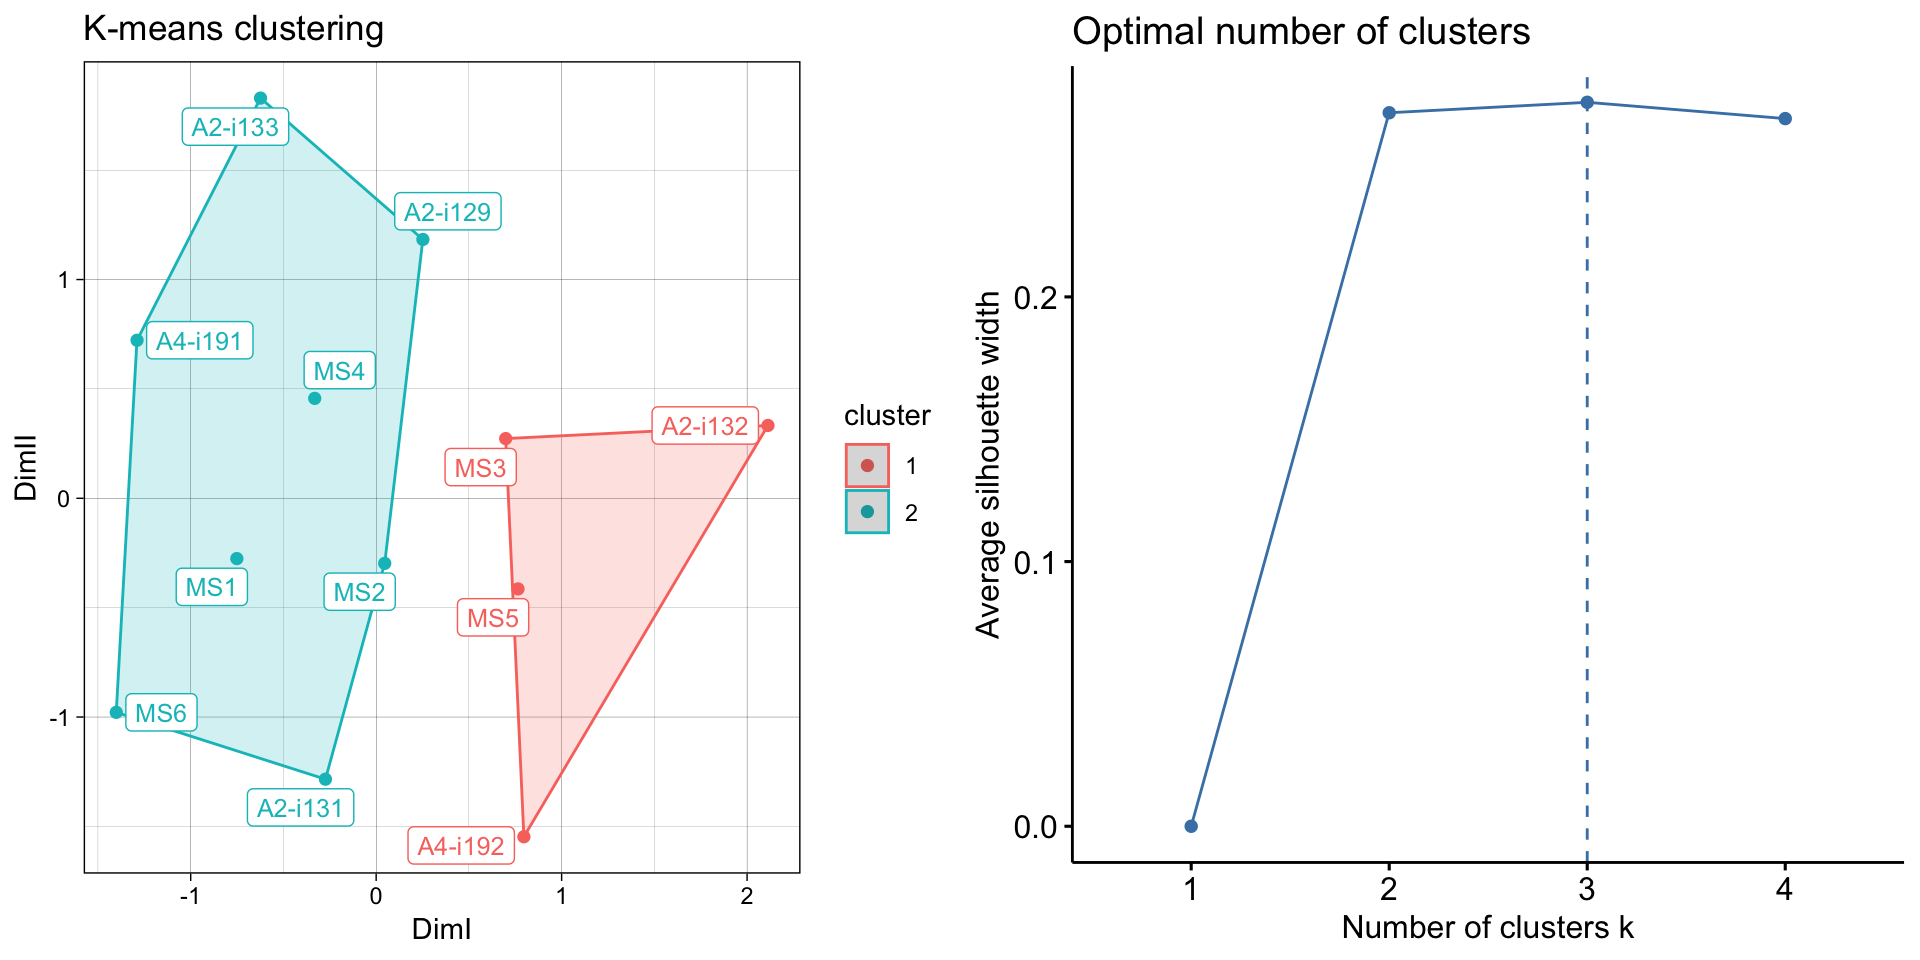 K-means clustering
A2-i133
A2-i129
A4-i191
MS4
A2-i132
MS3
MS1
MS2
MS5
MS6
A2-i131
A4-i192
1
0
-1
DimII
-1
0
1
2
DimI
cluster
1
2
Optimal number of clusters
0.2
0.1
0.0
Average silhouette width
1
2
3
4
Number of clusters k